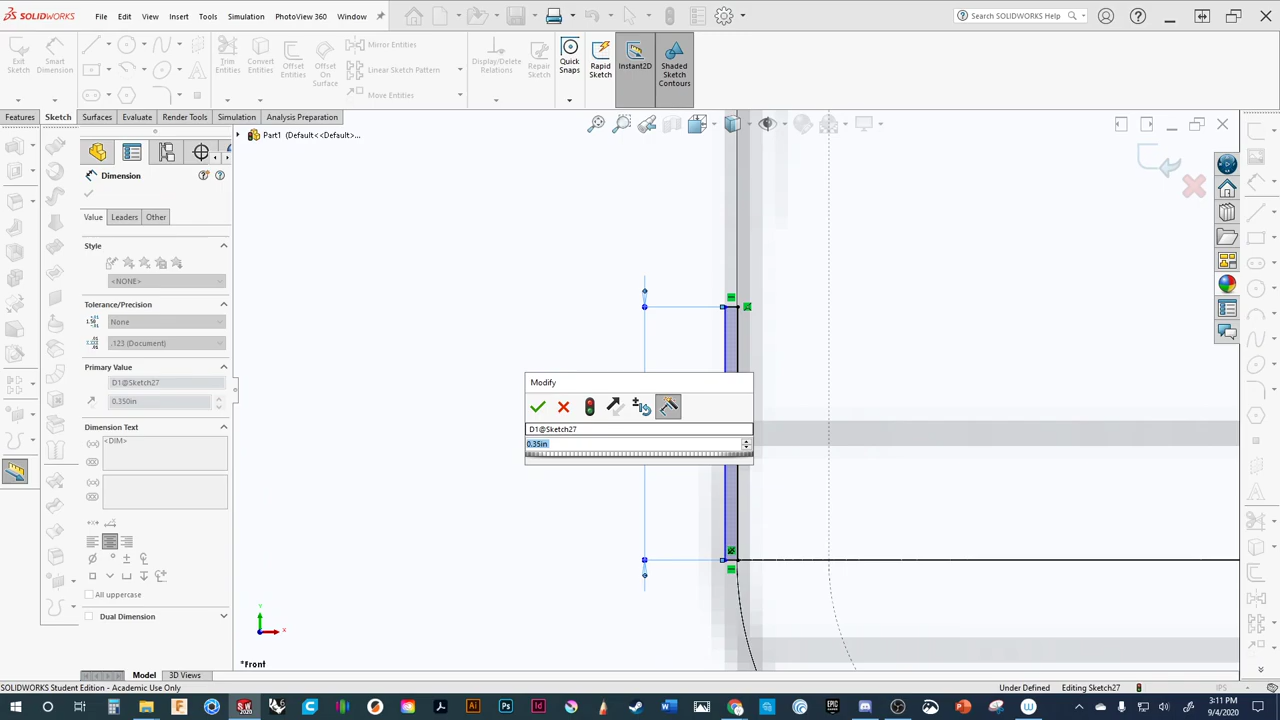 SOLIDWORKS
File Edit View Insert Tools Simulation PhotoView 360 Window
Search SOLIDWORKS Help
Exit Sketch
Smart Dimension
Trim Entities
Convert Entities
Offset Entities
Offset On Surface
Mirror Entities
Linear Sketch Pattern
Move Entities
Display/Delete Relations
Repair Sketch
Quick Snaps
Rapid Sketch
Instant2D
Shaded Sketch Contours
Features Sketch Surfaces Evaluate Render Tools Simulation Analysis Preparation
Part1 (Default<<Default>...
Dimension
Value Leaders Other
Style
<NONE>
Tolerance/Precision
None
.123 (Document)
Primary Value
D1@Sketch27
0.350in
Dimension Text
<DIM>
All uppercase
Dual Dimension
Modify
D1@Sketch27
0.35in
Y
X
*Front
Model 3D Views
SOLIDWORKS Student Edition - Academic Use Only
Under Defined Editing Sketch27 IPS
3:11 PM
9/4/2020